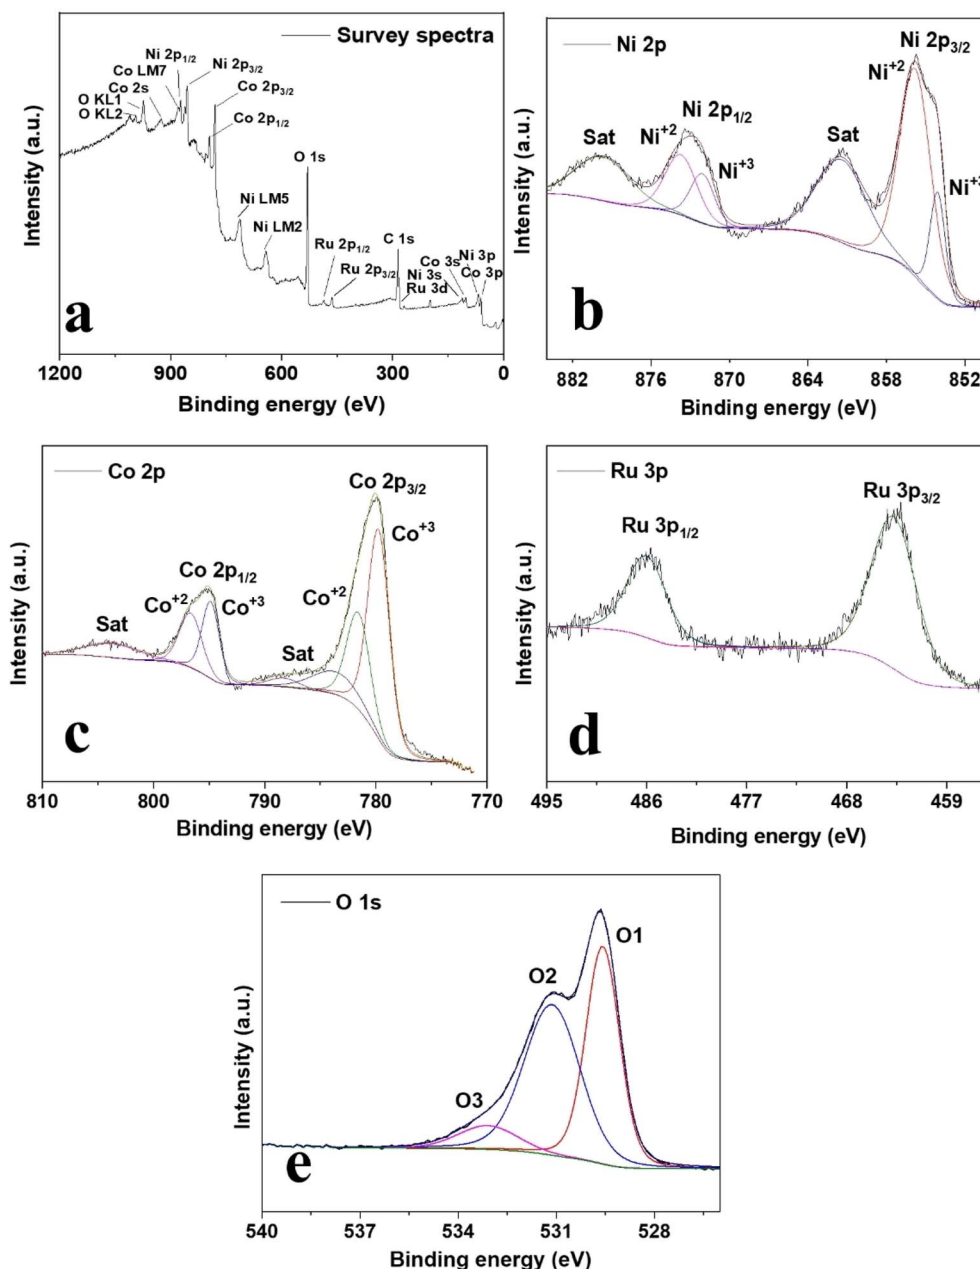 Survey spectra
Ni 2p1/2
Co LM7
Co 2s
O KL1
O KL2
Ni 2p3/2
Co 2p3/2
Co 2p1/2
O 1s
Ni LM5
Ni LM2
Ru 2p1/2
Ru 2p3/2
C 1s
Ni 3s
Ru 3d
Co 3s
Ni 3p
Co 3p
a
Intensity (a.u.)
1200 900 600 300 0
Binding energy (eV)
Ni 2p
Ni 2p3/2
Ni+2
Ni+3
Sat
Ni 2p1/2
Ni+2
Ni+3
Sat
b
Intensity (a.u.)
882 876 870 864 858 852
Binding energy (eV)
Co 2p
Co 2p3/2
Co+3
Co+2
Co 2p1/2
Co+2
Co+3
Sat
Sat
c
Intensity (a.u.)
810 800 790 780 770
Binding energy (eV)
Ru 3p
Ru 3p3/2
Ru 3p1/2
d
Intensity (a.u.)
495 486 477 468 459
Binding energy (eV)
O 1s
O1
O2
O3
e
Intensity (a.u.)
540 537 534 531 528
Binding energy (eV)